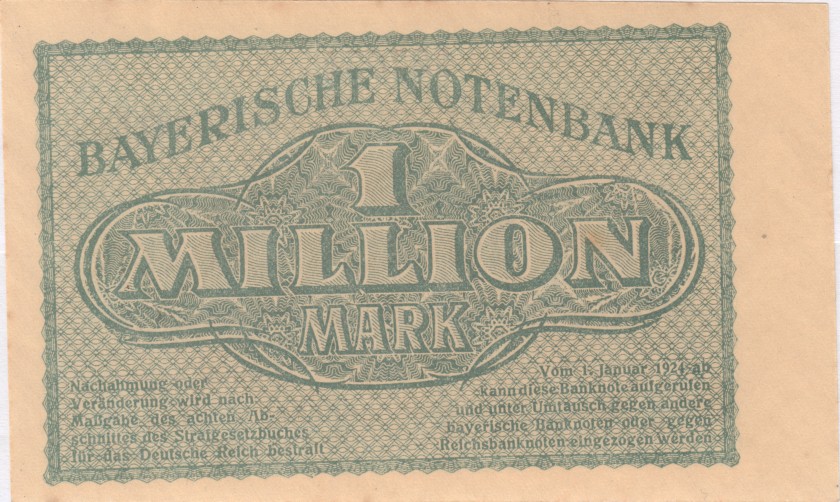 BAYERISCHE NOTENBANK
1
MILLION
MARK
Nachahmung oder
Veränderung wird nach
Maßgabe des achten Ab-
schnittes des Strafgesetzbuches
für das Deutsche Reich bestraft
Vom 1. Januar 1924 ab
kann diese Banknote aufgerufen
und unter Umtausch gegen andere
Bayerische Banknoten oder gegen
Reichsbanknoten eingezogen werden